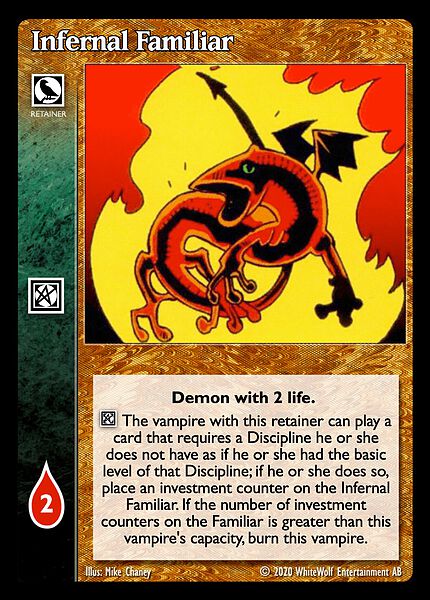 Infernal Familiar
RETAINER
Demon with 2 life.
The vampire with this retainer can play a
card that requires a Discipline he or she
does not have as if he or she had the basic
level of that Discipline; if he or she does so,
place an investment counter on the Infernal
Familiar. If the number of investment
counters on the Familiar is greater than this
vampire's capacity, burn this vampire.
2
Illus: Mike Chaney
© 2020 WhiteWolf Entertainment AB